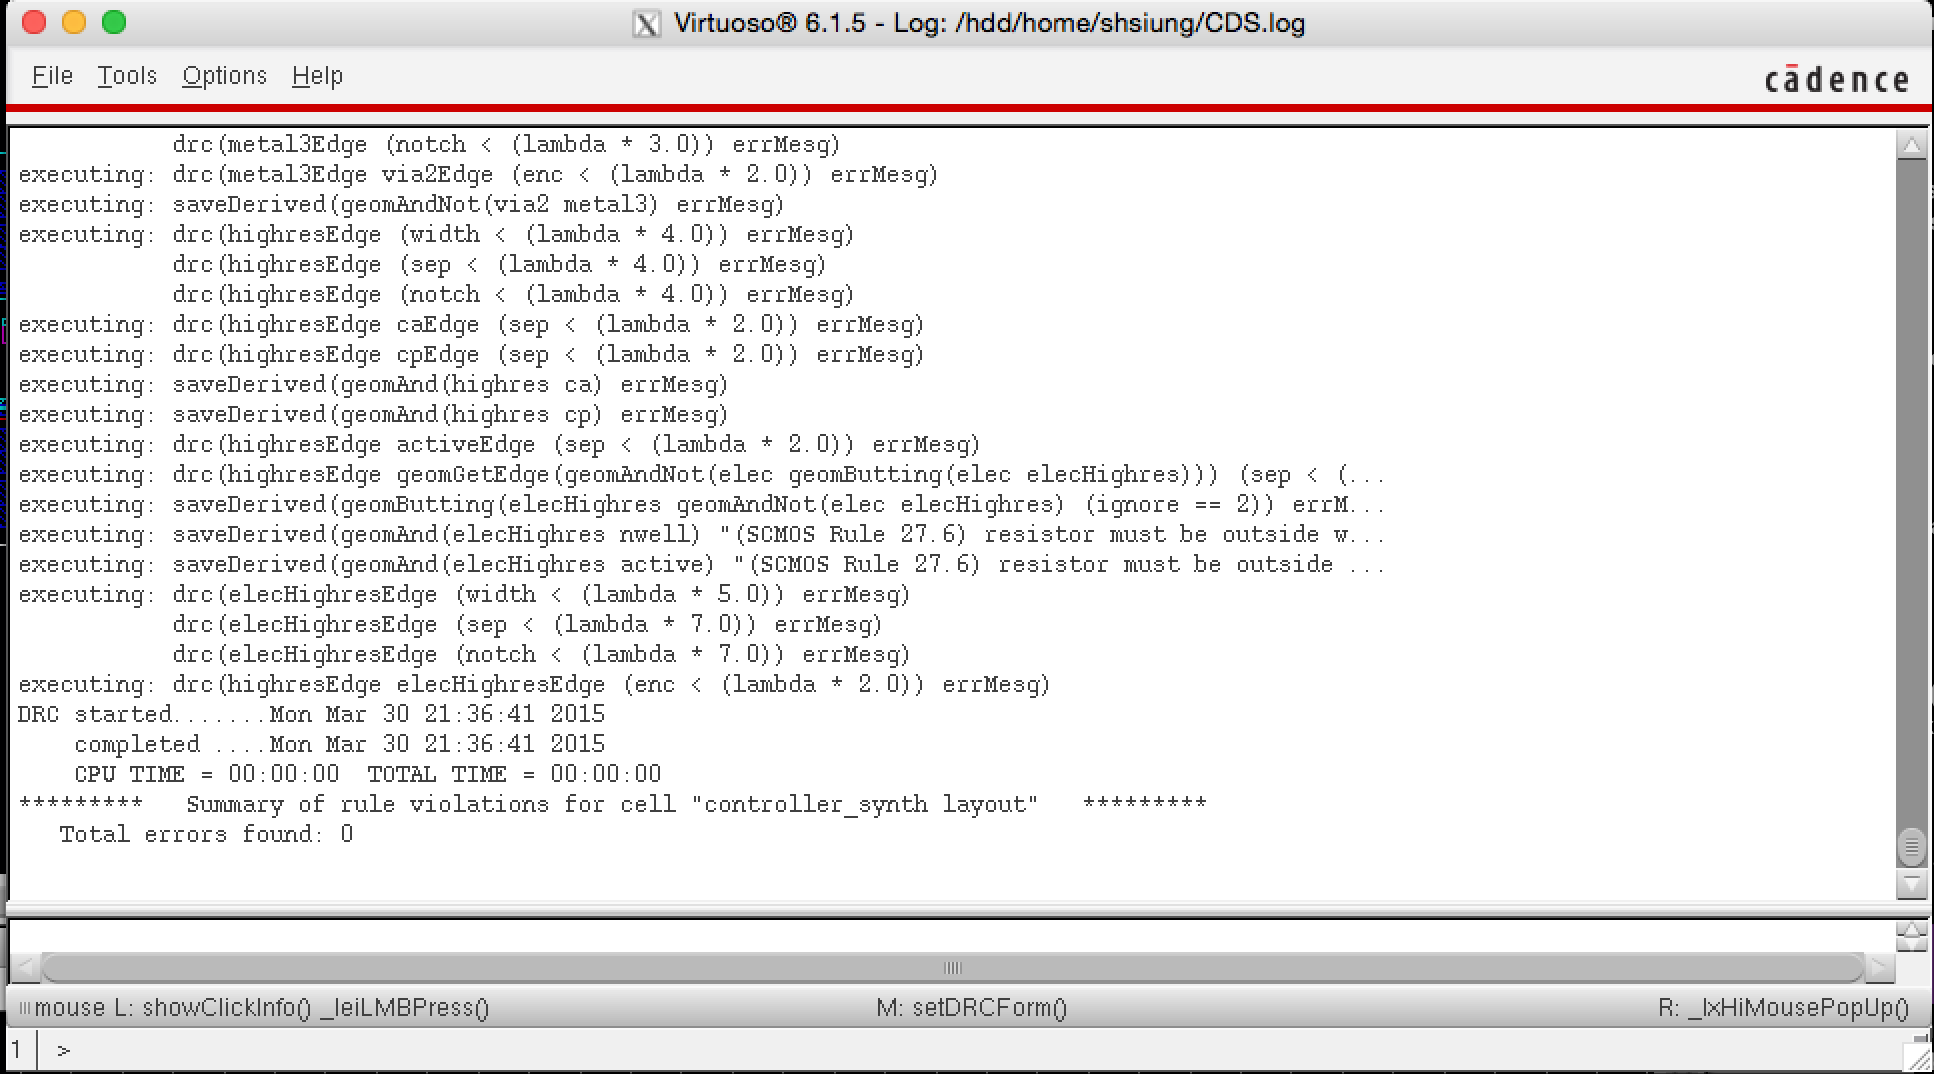 Virtuoso® 6.1.5 - Log: /hdd/home/shsiung/CDS.log
File Tools Options Help
cādence
drc(metal3Edge (notch < (lambda * 3.0)) errMesg)
executing: drc(metal3Edge via2Edge (enc < (lambda * 2.0)) errMesg)
executing: saveDerived(geomAndNot(via2 metal3) errMesg)
executing: drc(highresEdge (width < (lambda * 4.0)) errMesg)
drc(highresEdge (sep < (lambda * 4.0)) errMesg)
drc(highresEdge (notch < (lambda * 4.0)) errMesg)
executing: drc(highresEdge caEdge (sep < (lambda * 2.0)) errMesg)
executing: drc(highresEdge cpEdge (sep < (lambda * 2.0)) errMesg)
executing: saveDerived(geomAnd(highres ca) errMesg)
executing: saveDerived(geomAnd(highres cp) errMesg)
executing: drc(highresEdge activeEdge (sep < (lambda * 2.0)) errMesg)
executing: drc(highresEdge geomGetEdge(geomAndNot(elec geomButting(elec elecHighres))) (sep < (...
executing: saveDerived(geomButting(elecHighres geomAndNot(elec elecHighres) (ignore == 2)) errM...
executing: saveDerived(geomAnd(elecHighres nwell) "(SCMOS Rule 27.6) resistor must be outside w...
executing: saveDerived(geomAnd(elecHighres active) "(SCMOS Rule 27.6) resistor must be outside ...
executing: drc(elecHighresEdge (width < (lambda * 5.0)) errMesg)
drc(elecHighresEdge (sep < (lambda * 7.0)) errMesg)
drc(elecHighresEdge (notch < (lambda * 7.0)) errMesg)
executing: drc(highresEdge elecHighresEdge (enc < (lambda * 2.0)) errMesg)
DRC started.......Mon Mar 30 21:36:41 2015
completed ....Mon Mar 30 21:36:41 2015
CPU TIME = 00:00:00 TOTAL TIME = 00:00:00
********* Summary of rule violations for cell "controller_synth layout" *********
Total errors found: 0
mouse L: showClickInfo() _leiLMBPress() M: setDRCForm() R: _lxHiMousePopUp()
1 >